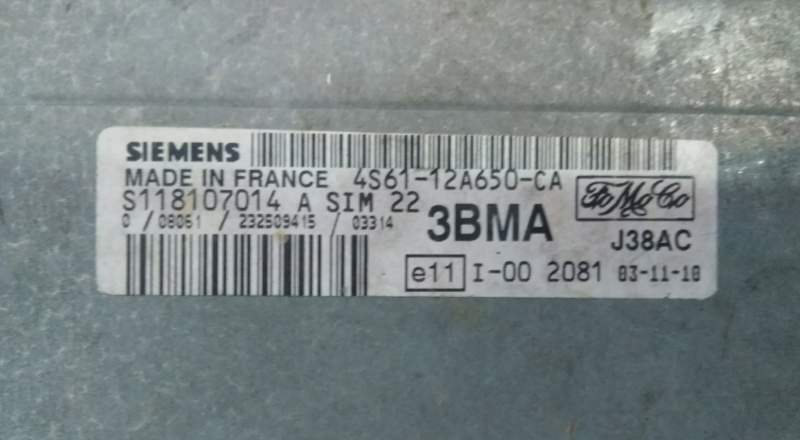 SIEMENS
MADE IN FRANCE 4S61-12A650-CA
S118107014 A SIM 22
0 / 08061 / 232509415 / 03314
3BMA
FoMoCo
J38AC
e11 I-00 2081 03-11-10